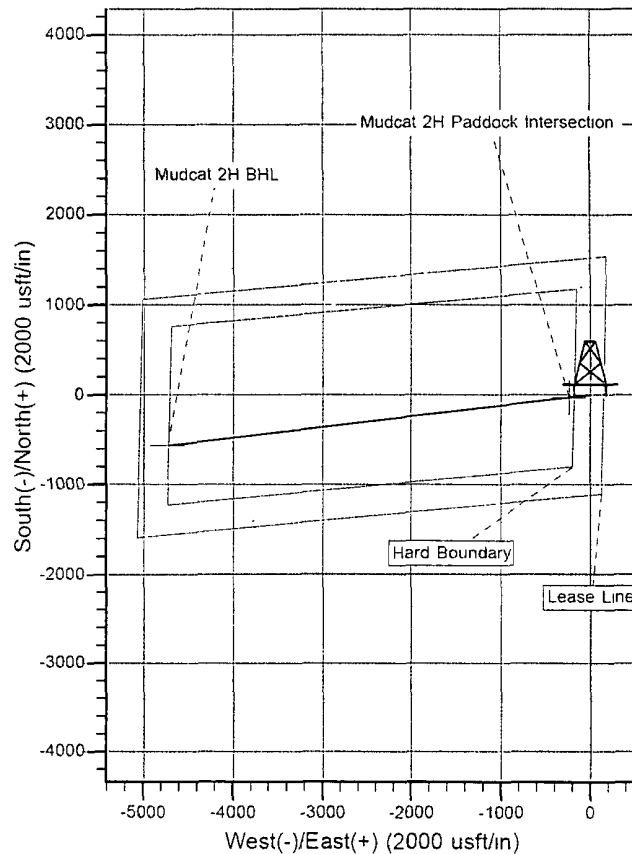 4000
Mudcat 2H Paddock Intersection
3000
Mudcat 2H BHL
2000
1000
0
-1000
Hard Boundary
-2000
Lease Line
-3000
-4000
South(-)/North(+) (2000 usft/in)
-5000 -4000 -3000 -2000 -1000 0
West(-)/East(+) (2000 usft/in)